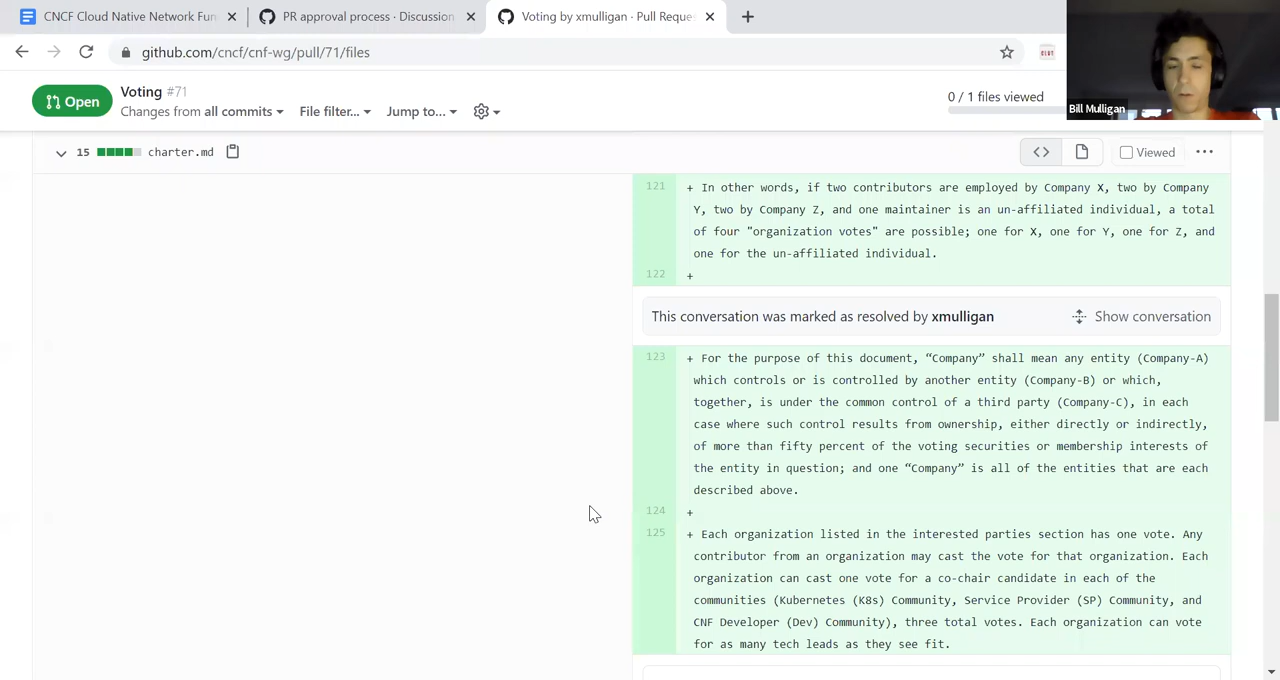 CNCF Cloud Native Network Fun
PR approval process · Discussion
Voting by xmulligan · Pull Reque
github.com/cncf/cnf-wg/pull/71/files
CLUT
Bill Mulligan
Open
Voting #71
Changes from all commits
File filter...
Jump to...
0 / 1 files viewed
15 charter.md
Viewed
121 + In other words, if two contributors are employed by Company X, two by Company
Y, two by Company Z, and one maintainer is an un-affiliated individual, a total
of four "organization votes" are possible; one for X, one for Y, one for Z, and
one for the un-affiliated individual.
122 +
This conversation was marked as resolved by xmulligan
Show conversation
123 + For the purpose of this document, “Company” shall mean any entity (Company-A)
which controls or is controlled by another entity (Company-B) or which,
together, is under the common control of a third party (Company-C), in each
case where such control results from ownership, either directly or indirectly,
of more than fifty percent of the voting securities or membership interests of
the entity in question; and one “Company” is all of the entities that are each
described above.
124 +
125 + Each organization listed in the interested parties section has one vote. Any
contributor from an organization may cast the vote for that organization. Each
organization can cast one vote for a co-chair candidate in each of the
communities (Kubernetes (K8s) Community, Service Provider (SP) Community, and
CNF Developer (Dev) Community), three total votes. Each organization can vote
for as many tech leads as they see fit.